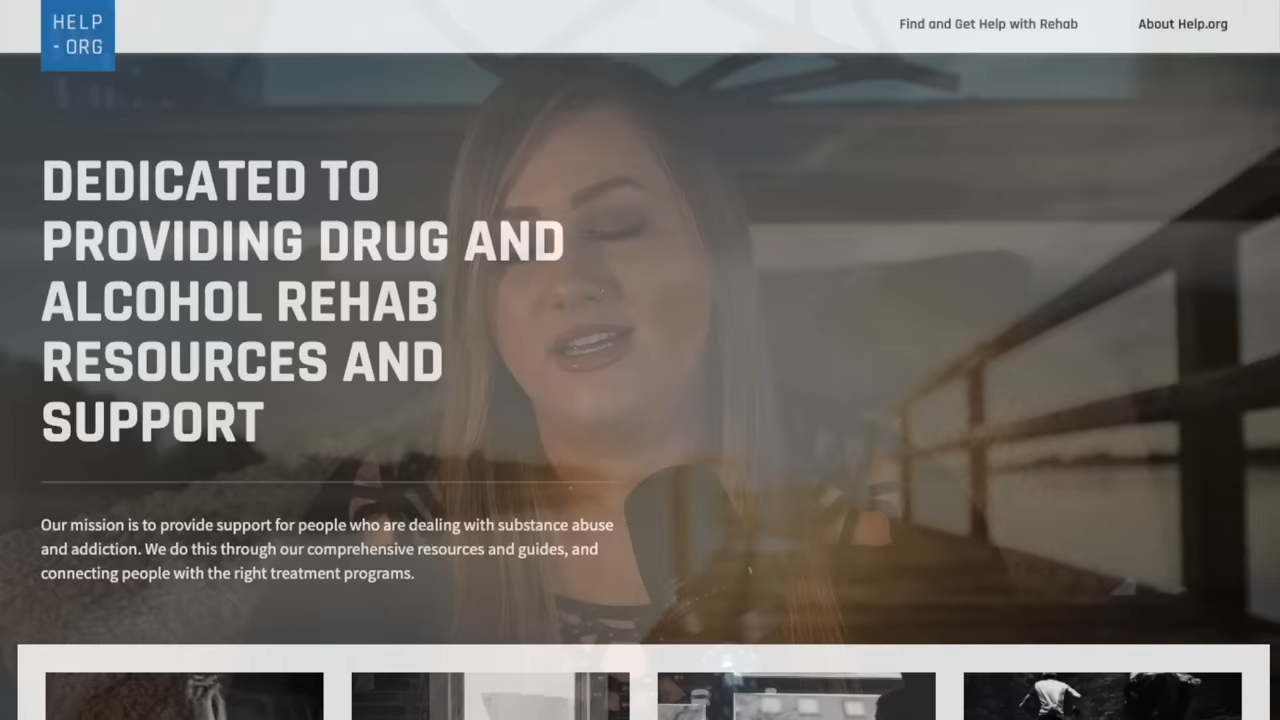 HELP
- ORG
Find and Get Help with Rehab
About Help.org
DEDICATED TO
PROVIDING DRUG AND
ALCOHOL REHAB
RESOURCES AND
SUPPORT
Our mission is to provide support for people who are dealing with substance abuse
and addiction. We do this through our comprehensive resources and guides, and
connecting people with the right treatment programs.